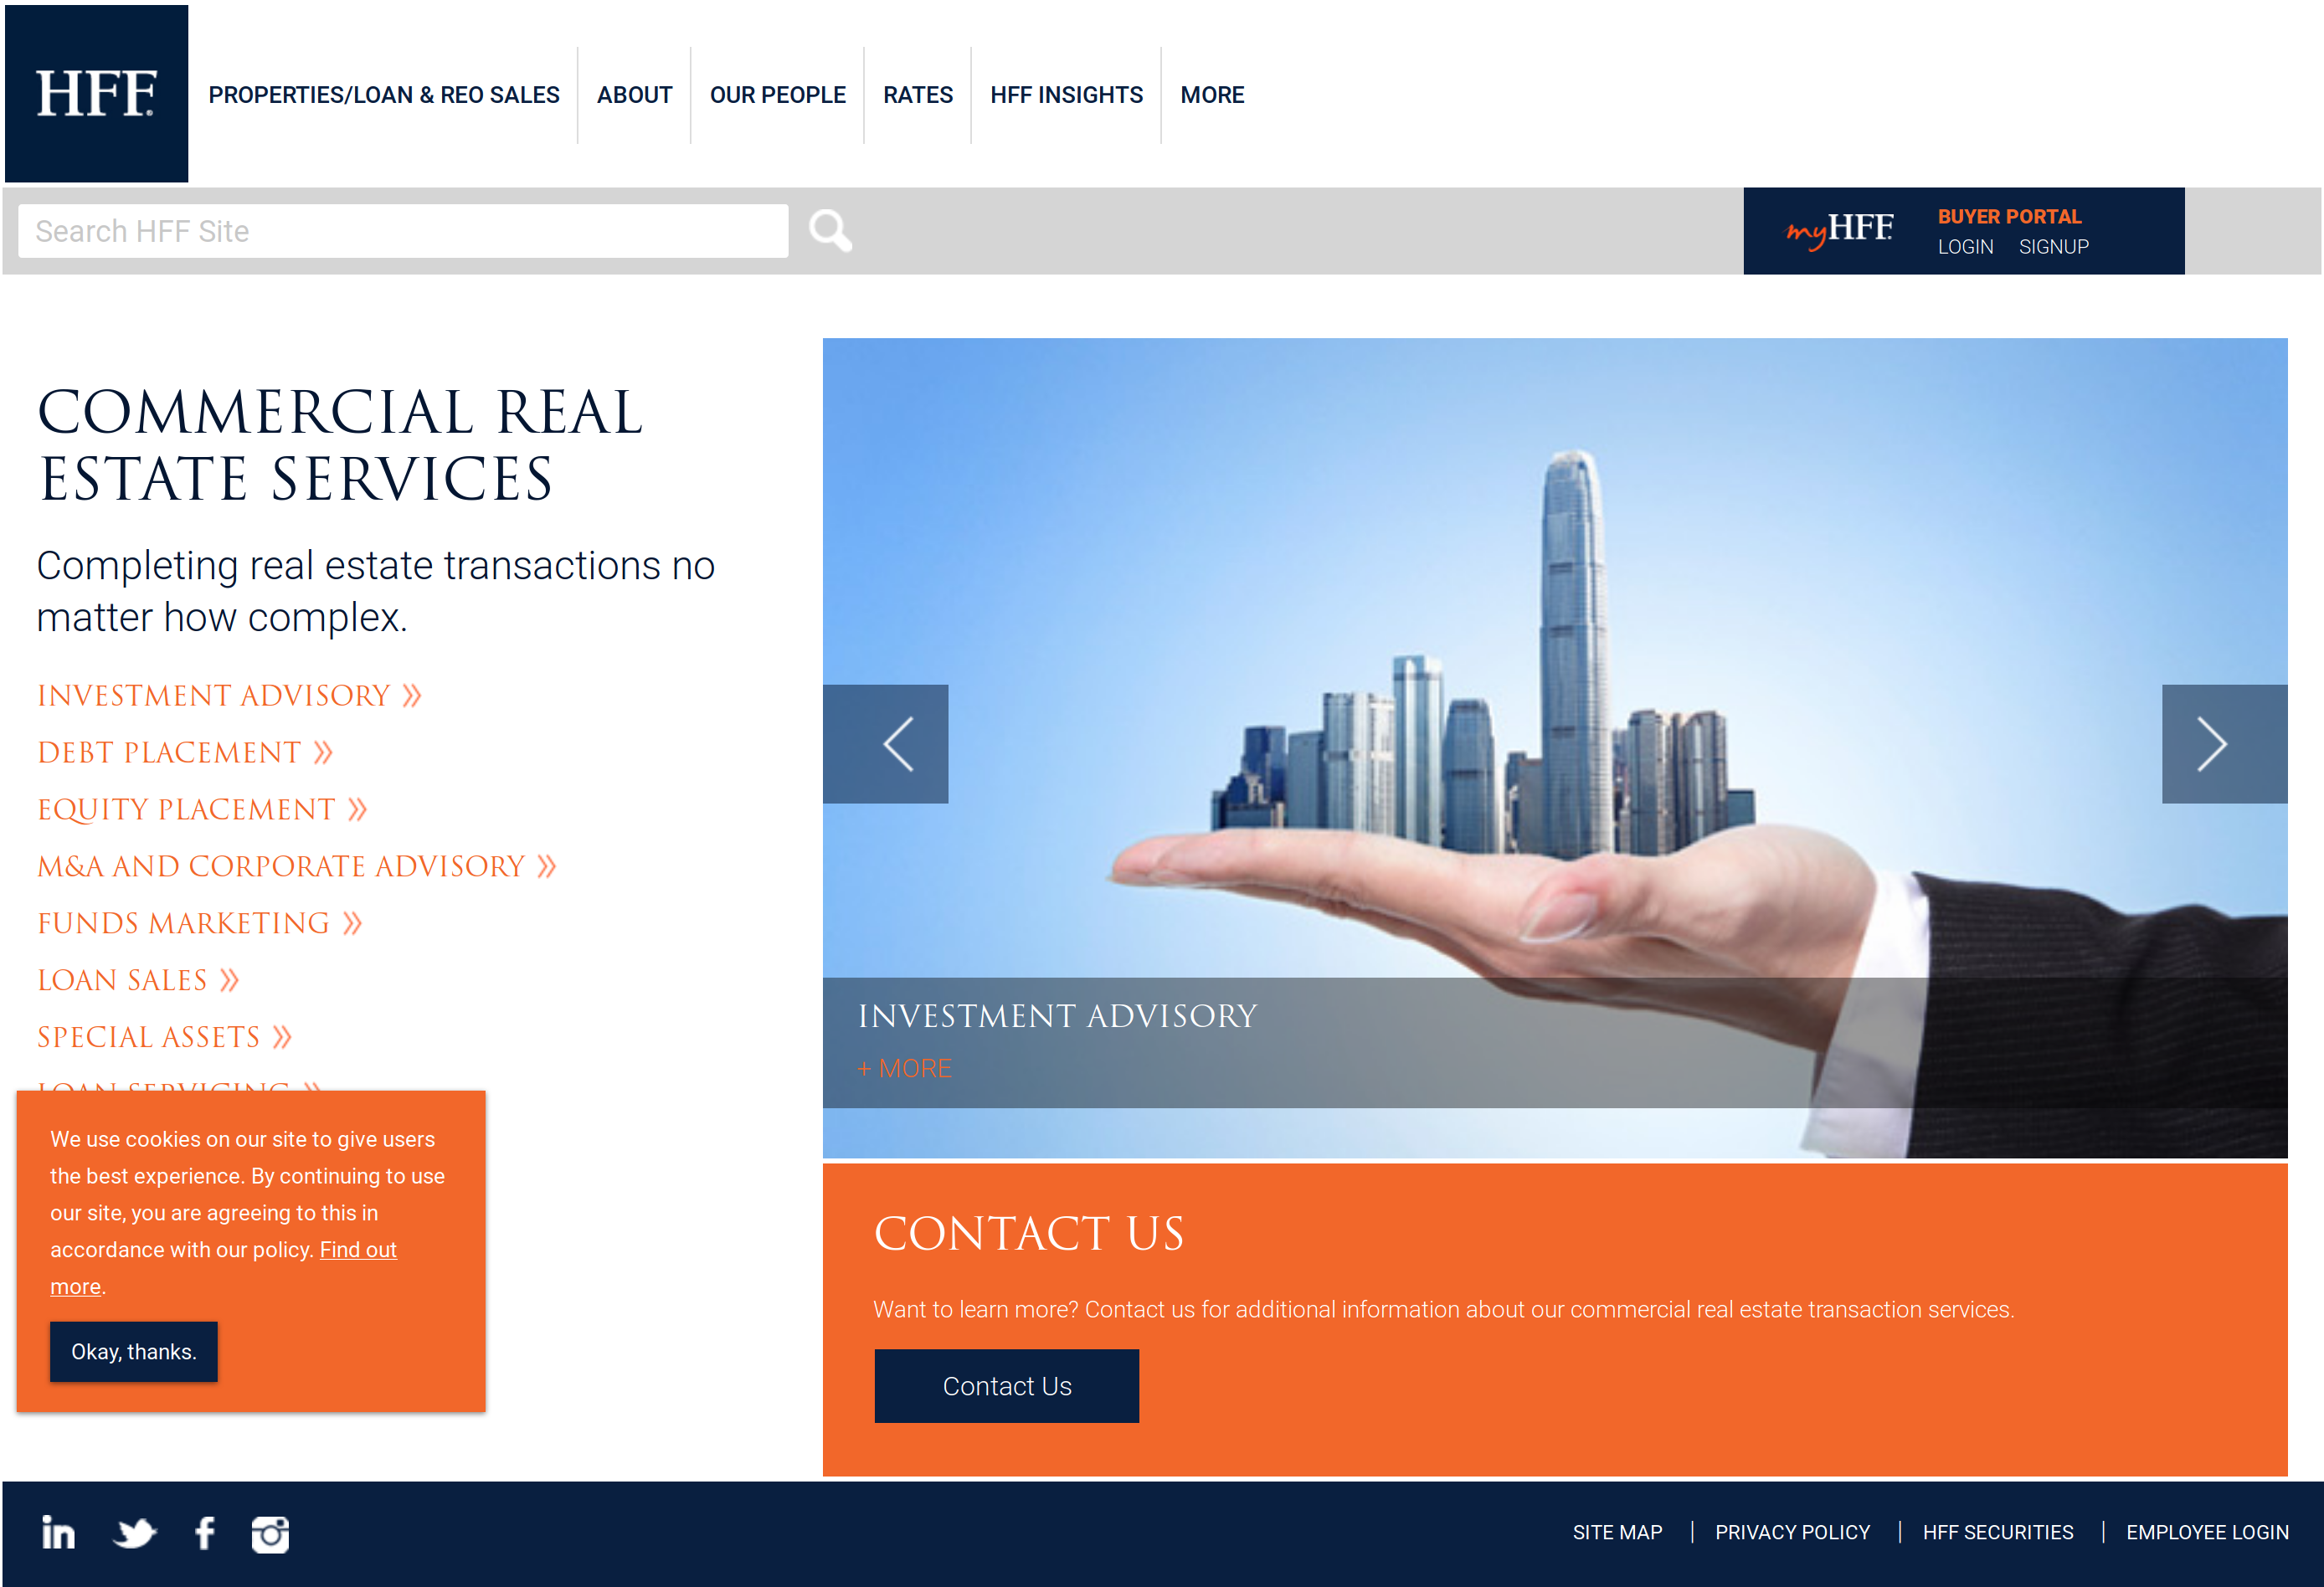 HFF®
PROPERTIES/LOAN & REO SALES
ABOUT
OUR PEOPLE
RATES
HFF INSIGHTS
MORE
Search HFF Site
myHFF
BUYER PORTAL
LOGIN SIGNUP
COMMERCIAL REAL
ESTATE SERVICES
Completing real estate transactions no
matter how complex.
INVESTMENT ADVISORY
DEBT PLACEMENT
EQUITY PLACEMENT
M&A AND CORPORATE ADVISORY
FUNDS MARKETING
LOAN SALES
SPECIAL ASSETS
LOAN SERVICING
We use cookies on our site to give users
the best experience. By continuing to use
our site, you are agreeing to this in
accordance with our policy. Find out
more.
Okay, thanks.
INVESTMENT ADVISORY
+ MORE
CONTACT US
Want to learn more? Contact us for additional information about our commercial real estate transaction services.
Contact Us
SITE MAP | PRIVACY POLICY | HFF SECURITIES | EMPLOYEE LOGIN